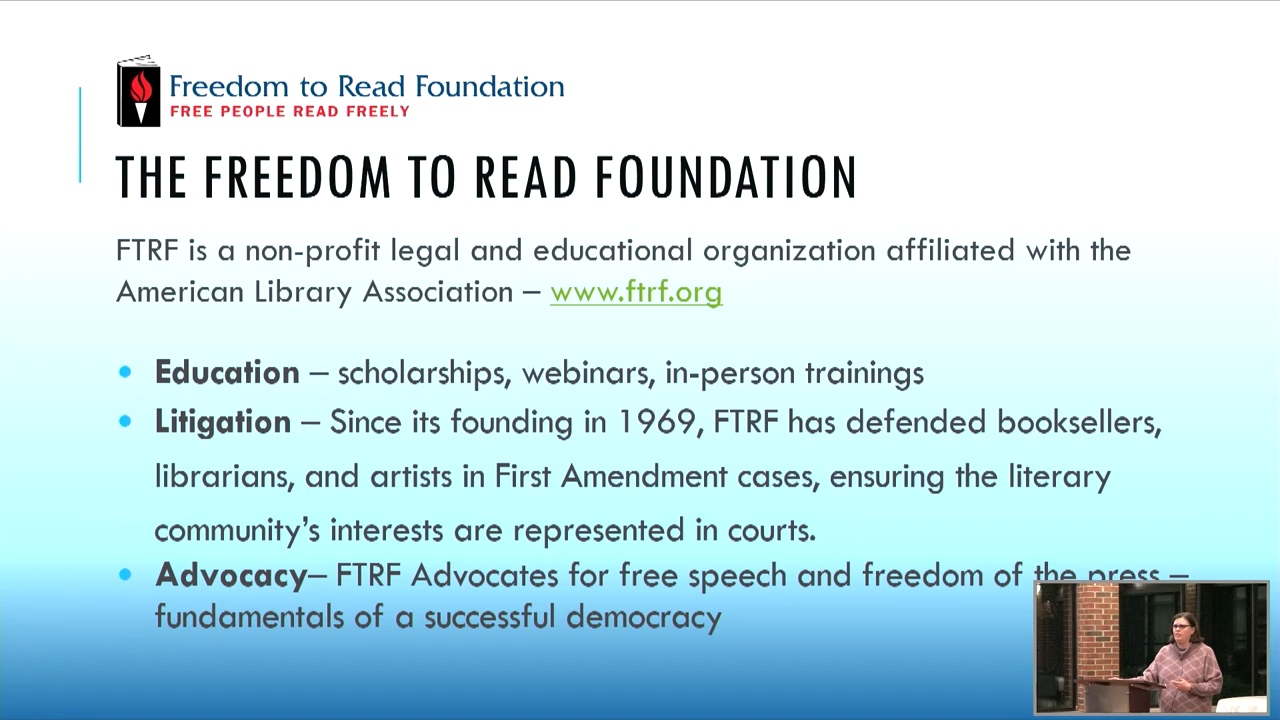 Freedom to Read Foundation
FREE PEOPLE READ FREELY
THE FREEDOM TO READ FOUNDATION
FTRF is a non-profit legal and educational organization affiliated with the
American Library Association – www.ftrf.org
• Education – scholarships, webinars, in-person trainings
• Litigation – Since its founding in 1969, FTRF has defended booksellers,
librarians, and artists in First Amendment cases, ensuring the literary
community’s interests are represented in courts.
• Advocacy– FTRF Advocates for free speech and freedom of the press –
fundamentals of a successful democracy